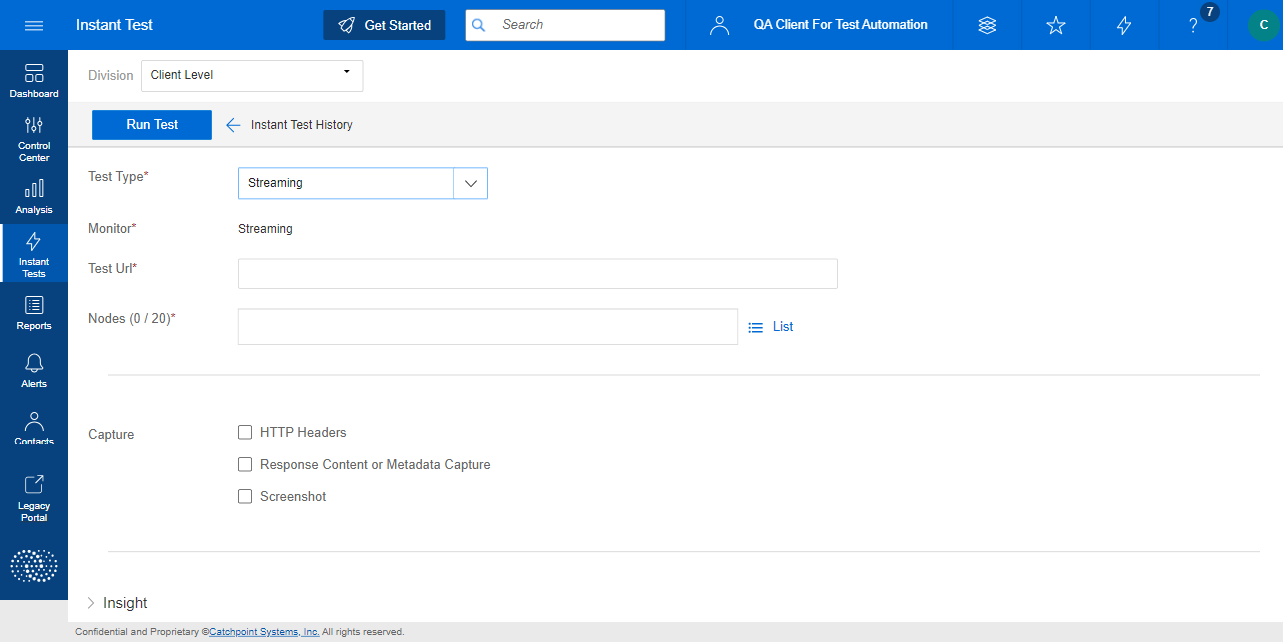 Instant Test
Get Started
Search
QA Client For Test Automation
?
7
C
Dashboard
Control
Center
Analysis
Instant
Tests
Reports
Alerts
Contacts
Legacy
Portal
Division
Client Level
Run Test
Instant Test History
Test Type*
Streaming
Monitor*
Streaming
Test Url*
Nodes (0 / 20)*
List
Capture
HTTP Headers
Response Content or Metadata Capture
Screenshot
Insight
Confidential and Proprietary ©Catchpoint Systems, Inc. All rights reserved.